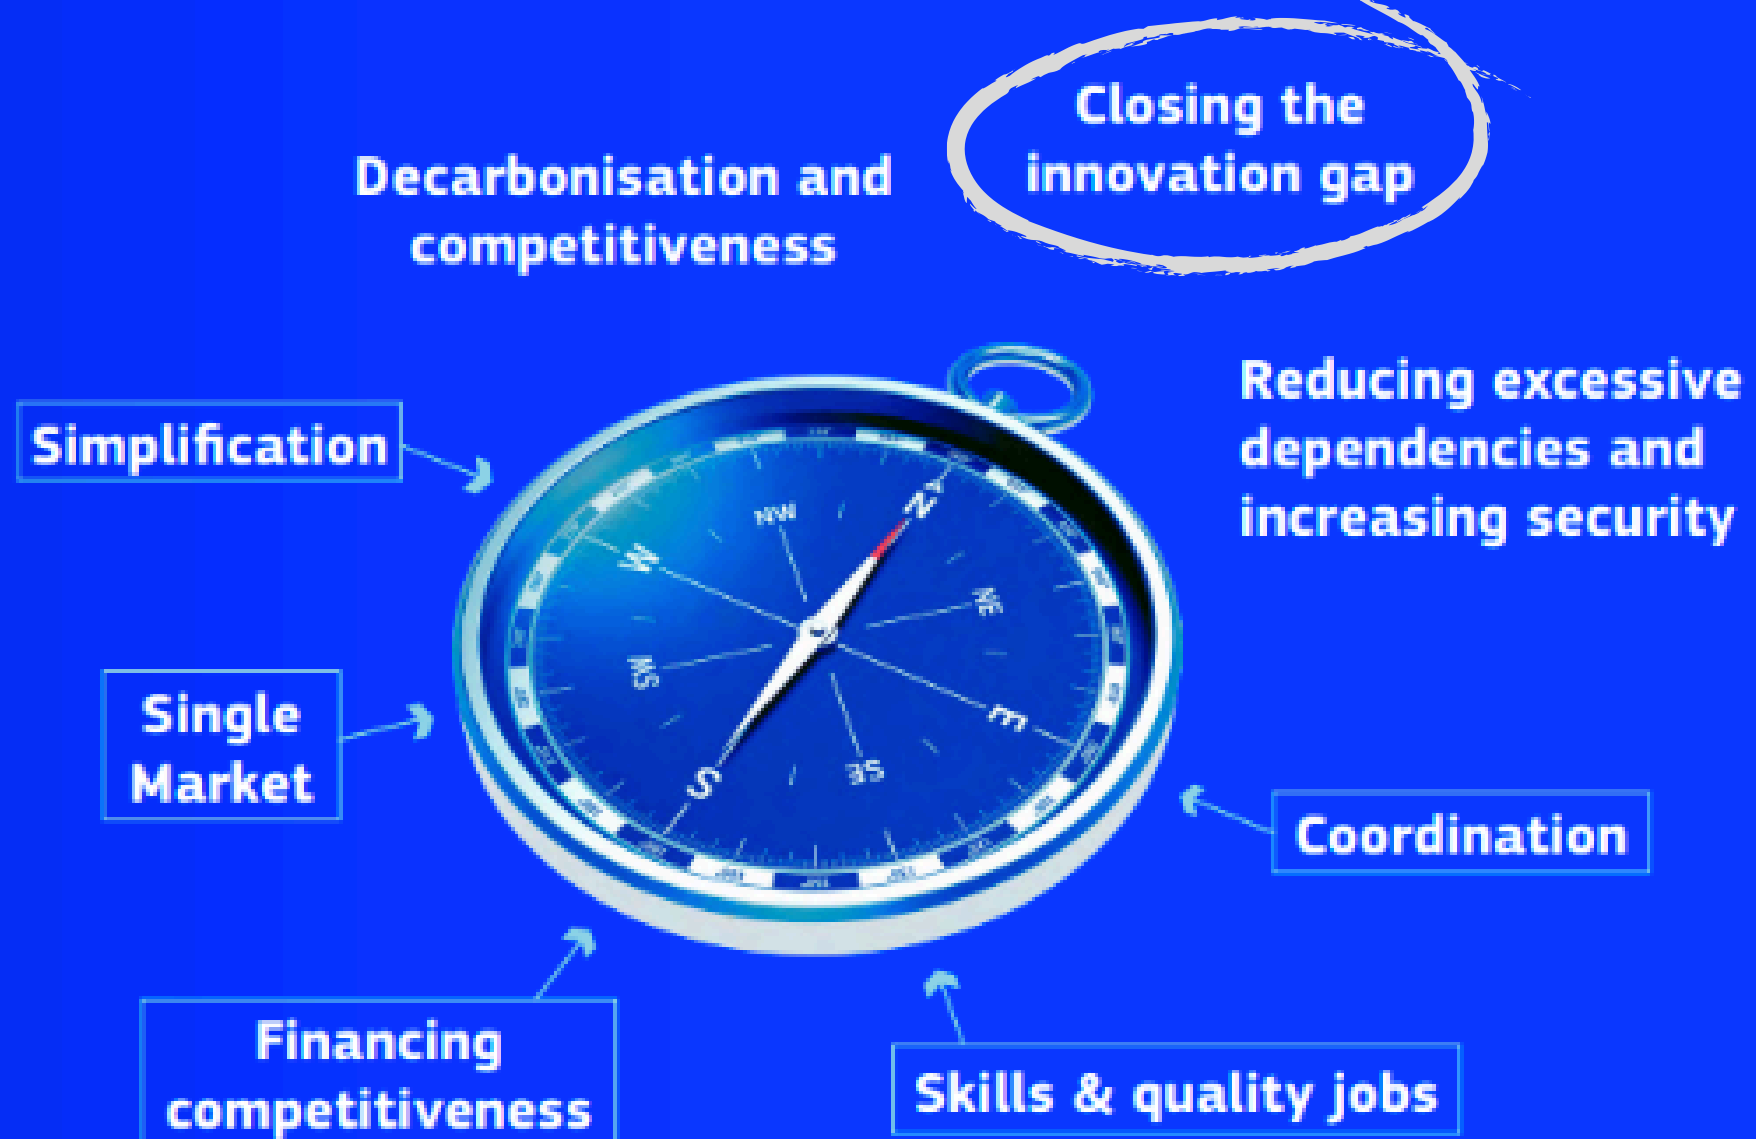 Closing the
innovation gap
Decarbonisation and
competitiveness
Reducing excessive
dependencies and
increasing security
Simplification
Single
Market
Coordination
Financing
competitiveness
Skills & quality jobs
N
NE
E
SE
S
SW
W
NW